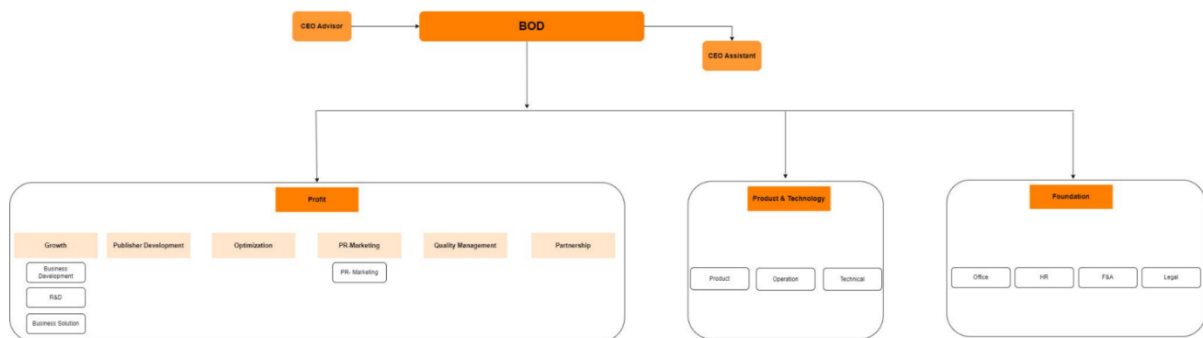 CEO Advisor
BOD
CEO Assistant
Profit
Product & Technology
Foundation
Growth
Publisher Development
Optimization
PR-Marketing
Quality Management
Partnership
Business
Development
PR- Marketing
R&D
Business Solution
Product
Operation
Technical
Office
HR
F&A
Legal